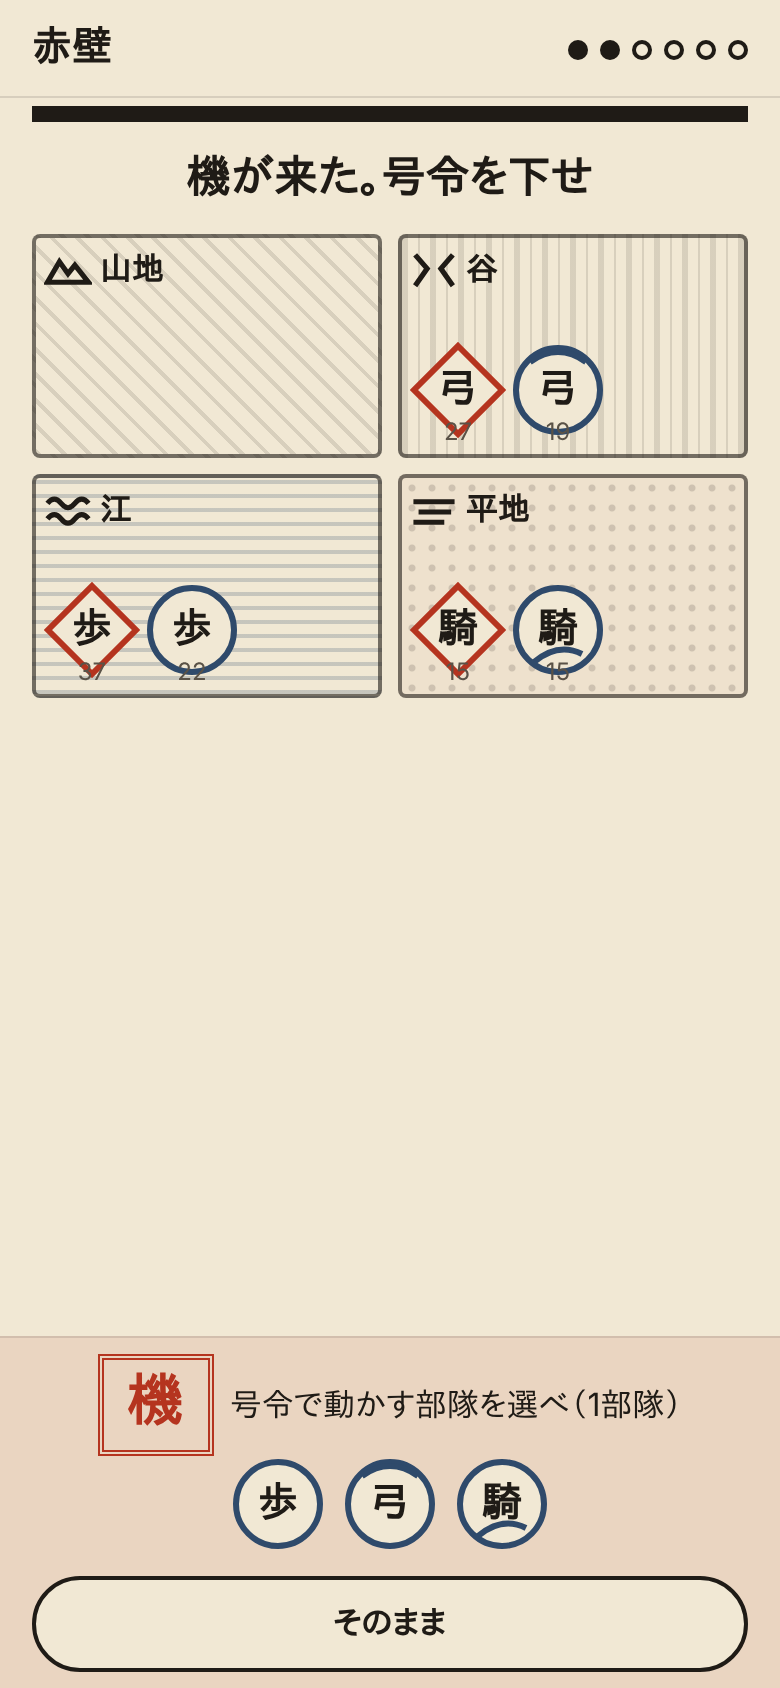 赤壁
機が来た。号令を下せ
山地
谷
弓 弓
27 19
江
平地
歩 歩
37 22
騎 騎
15 15
機
号令で動かす部隊を選べ（1部隊）
歩 弓 騎
そのまま